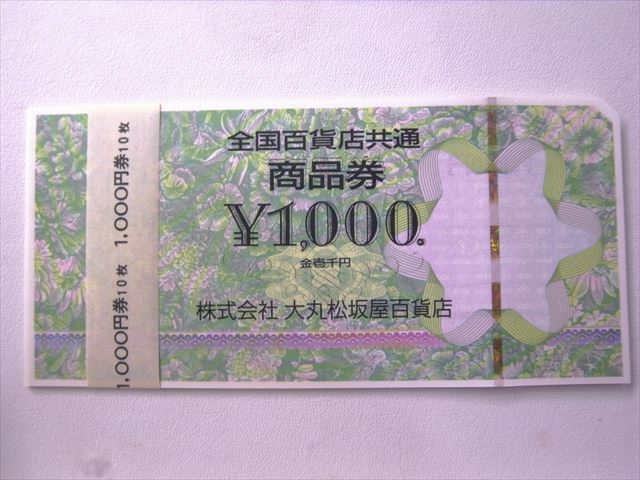 全国百貨店共通
商品券
¥1,000.
金壱千円
株式会社 大丸松坂屋百貨店
1,000円券10枚
1,000円券10枚